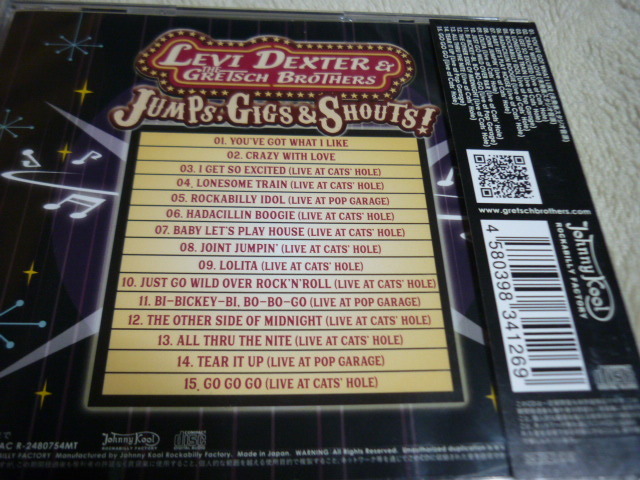 LEVI DEXTER &
THE GRETSCH BROTHERS
JUMPS, GIGS & SHOUTS!
01. YOU'VE GOT WHAT I LIKE
02. CRAZY WITH LOVE
03. I GET SO EXCITED (LIVE AT CATS' HOLE)
04. LONESOME TRAIN (LIVE AT CATS' HOLE)
05. ROCKABILLY IDOL (LIVE AT POP GARAGE)
06. HADACILLIN BOOGIE (LIVE AT CATS' HOLE)
07. BABY LET'S PLAY HOUSE (LIVE AT CATS' HOLE)
08. JOINT JUMPIN' (LIVE AT CATS' HOLE)
09. LOLITA (LIVE AT CATS' HOLE)
10. JUST GO WILD OVER ROCK'N'ROLL (LIVE AT CATS' HOLE)
11. BI-BICKEY-BI, BO-BO-GO (LIVE AT POP GARAGE)
12. THE OTHER SIDE OF MIDNIGHT (LIVE AT CATS' HOLE)
13. ALL THRU THE NITE (LIVE AT CATS' HOLE)
14. TEAR IT UP (LIVE AT POP GARAGE)
15. GO GO GO (LIVE AT CATS' HOLE)
AC R-2480754MT
Johnny Kool
ROCKABILLY FACTORY
COMPACT
disc
BILLY FACTORY Manufactured by Johnny Kool Rockabilly Factory. Made in Japan. WARNING All Rights Reserved. Unauthorized duplication
www.gretschbrothers.com
Johnny Kool
ROCKABILLY FACTORY
4 580398 341269